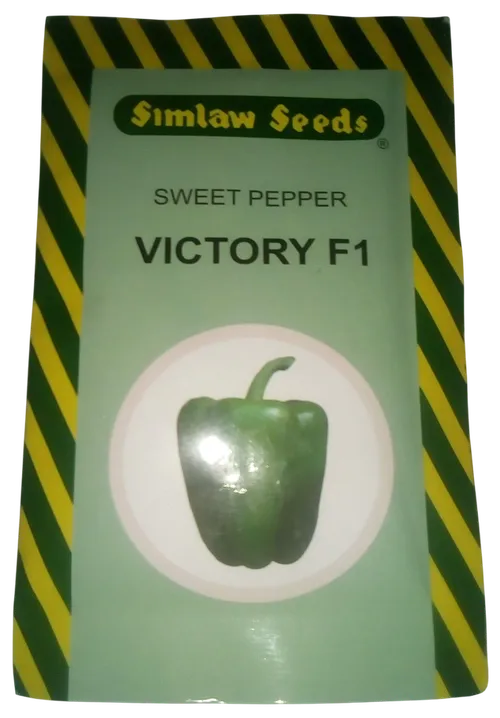 Simlaw Seeds
®
SWEET PEPPER
VICTORY F1